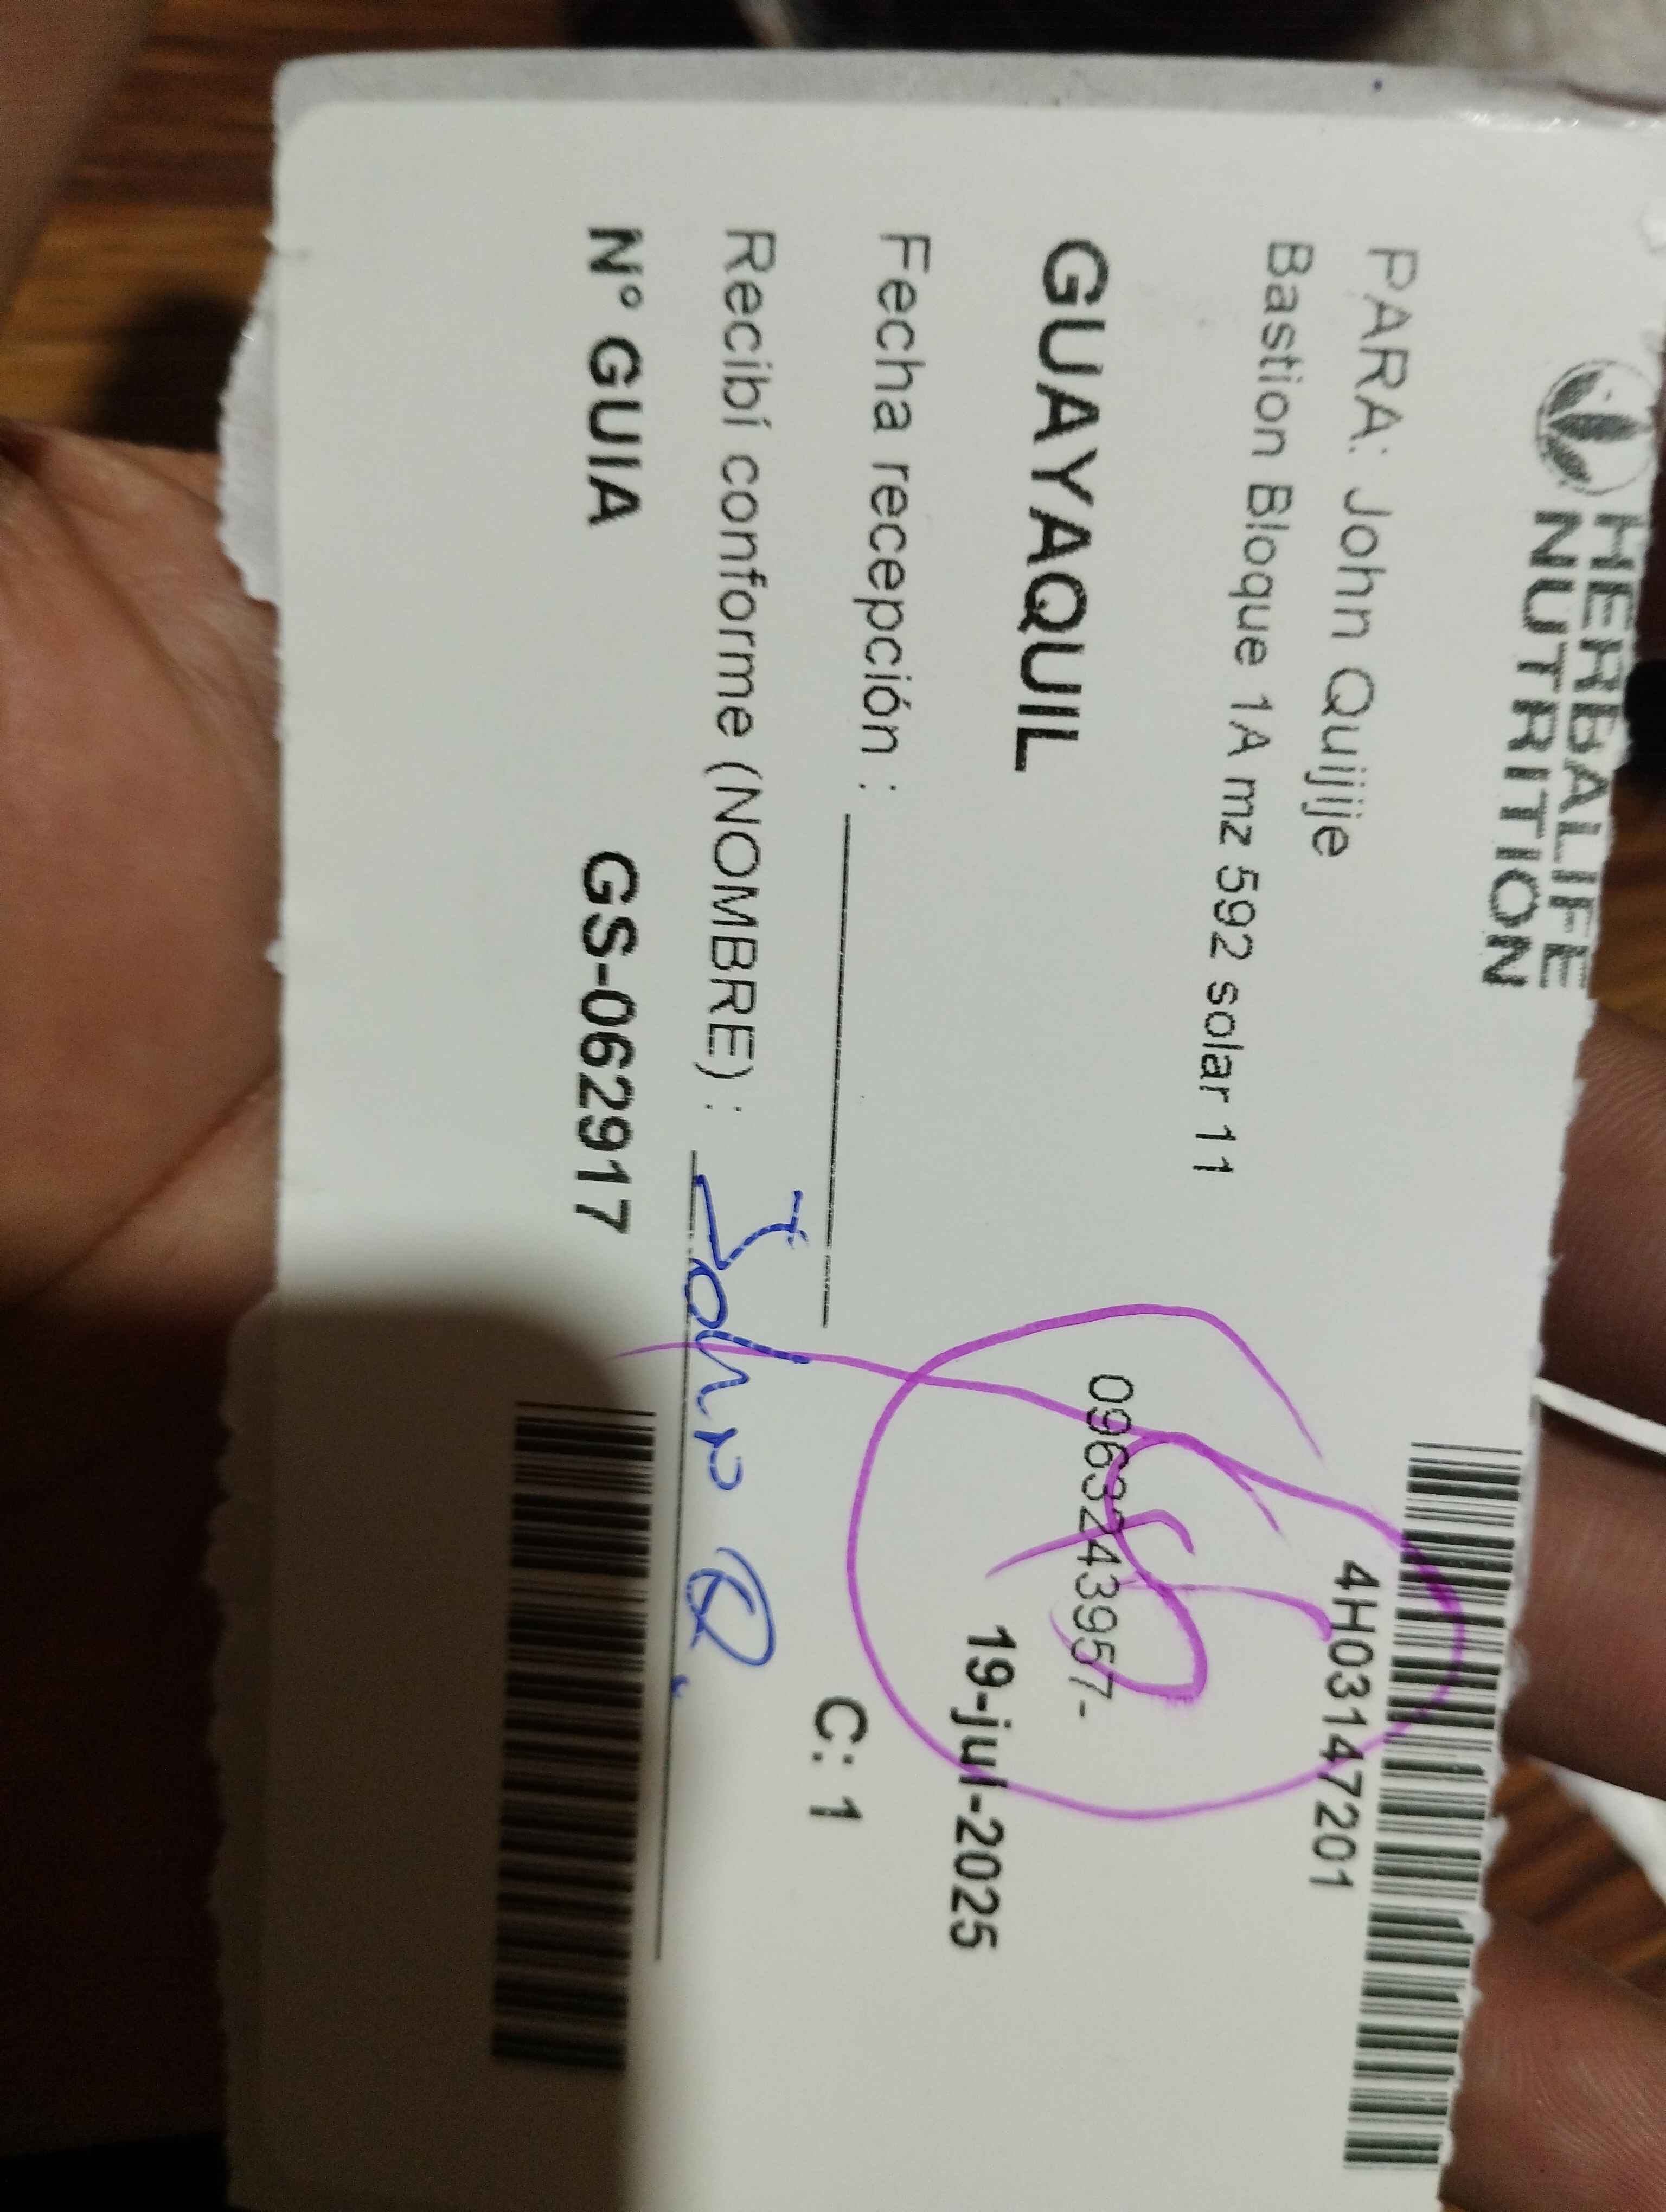 HERBALIFE
NUTRITION
4H03147201
PARA: John Quijije
Bastion Bloque 1A mz 592 solar 11
0963243957-
GUAYAQUIL
19-jul-2025
Fecha recepción :
C: 1
Recibí conforme (NOMBRE) : John Q.
N° GUIA GS-062917